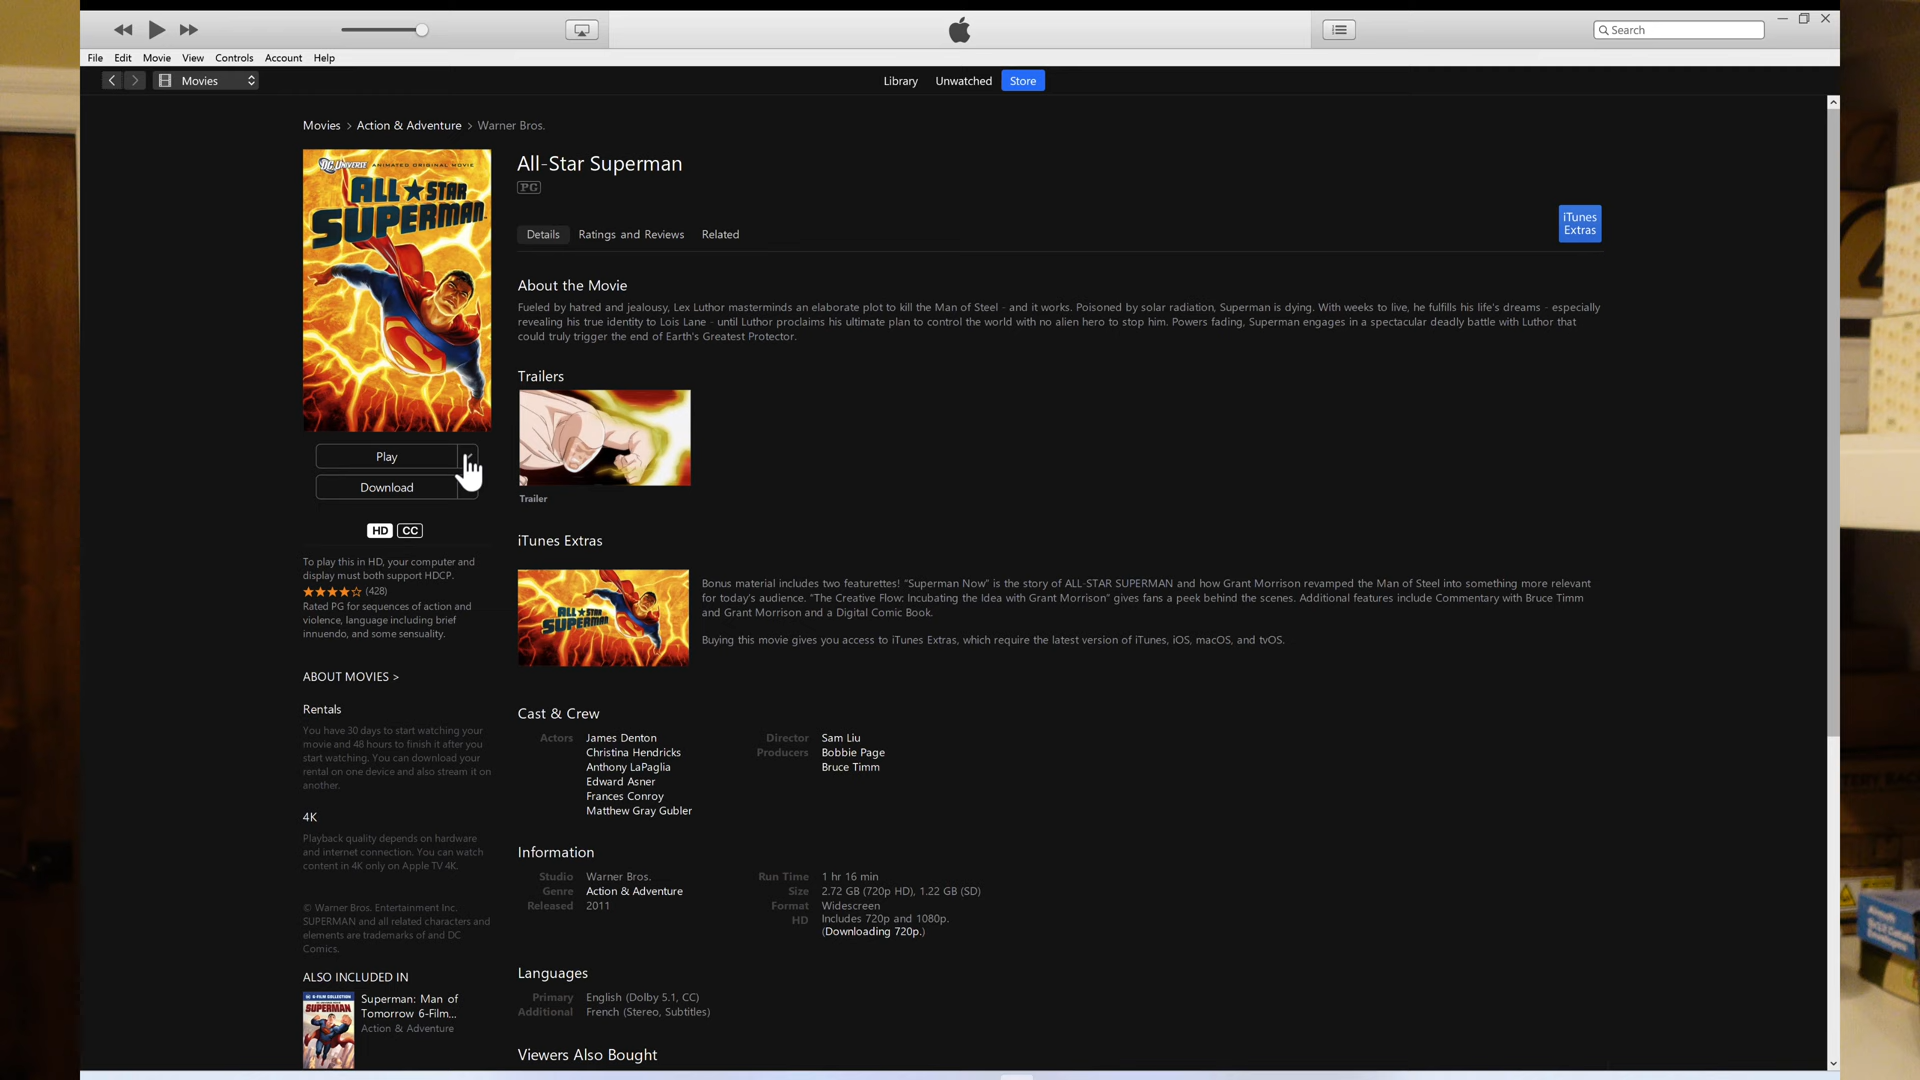 Search
File Edit Movie View Controls Account Help
Movies
Library Unwatched Store
Movies > Action & Adventure > Warner Bros.
DC UNIVERSE ANIMATED ORIGINAL MOVIE
ALL STAR
SUPERMAN
All-Star Superman
PG
Details Ratings and Reviews Related
iTunes
Extras
About the Movie
Fueled by hatred and jealousy, Lex Luthor masterminds an elaborate plot to kill the Man of Steel - and it works. Poisoned by solar radiation, Superman is dying. With weeks to live, he fulfills his life's dreams - especially
revealing his true identity to Lois Lane - until Luthor proclaims his ultimate plan to control the world with no alien hero to stop him. Powers fading, Superman engages in a spectacular deadly battle with Luthor that
could truly trigger the end of Earth's Greatest Protector.
Trailers
Trailer
Play
Download
HD CC
To play this in HD, your computer and
display must both support HDCP.
(428)
Rated PG for sequences of action and
violence, language including brief
innuendo, and some sensuality.
ABOUT MOVIES >
Rentals
You have 30 days to start watching your
movie and 48 hours to finish it after you
start watching. You can download your
rental on one device and also stream it on
another.
4K
Playback quality depends on hardware
and internet connection. You can watch
content in 4K only on Apple TV 4K.
© Warner Bros. Entertainment Inc.
SUPERMAN and all related characters and
elements are trademarks of and DC
Comics.
ALSO INCLUDED IN
6-FILM COLLECTION
SUPERMAN
Superman: Man of
Tomorrow 6-Film...
Action & Adventure
iTunes Extras
ALL STAR
SUPERMAN
Bonus material includes two featurettes! "Superman Now" is the story of ALL-STAR SUPERMAN and how Grant Morrison revamped the Man of Steel into something more relevant
for today's audience. "The Creative Flow: Incubating the Idea with Grant Morrison" gives fans a peek behind the scenes. Additional features include Commentary with Bruce Timm
and Grant Morrison and a Digital Comic Book.
Buying this movie gives you access to iTunes Extras, which require the latest version of iTunes, iOS, macOS, and tvOS.
Cast & Crew
Actors James Denton
Christina Hendricks
Anthony LaPaglia
Edward Asner
Frances Conroy
Matthew Gray Gubler
Director Sam Liu
Producers Bobbie Page
Bruce Timm
Information
Studio Warner Bros.
Genre Action & Adventure
Released 2011
Run Time 1 hr 16 min
Size 2.72 GB (720p HD), 1.22 GB (SD)
Format Widescreen
HD Includes 720p and 1080p.
(Downloading 720p.)
Languages
Primary English (Dolby 5.1, CC)
Additional French (Stereo, Subtitles)
Viewers Also Bought